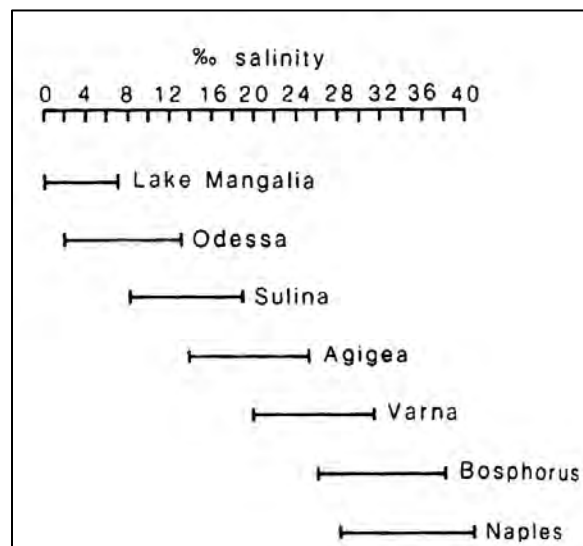 ‰ salinity
0 4 8 12 16 20 24 28 32 36 40
Lake Mangalia
Odessa
Sulina
Agigea
Varna
Bosphorus
Naples